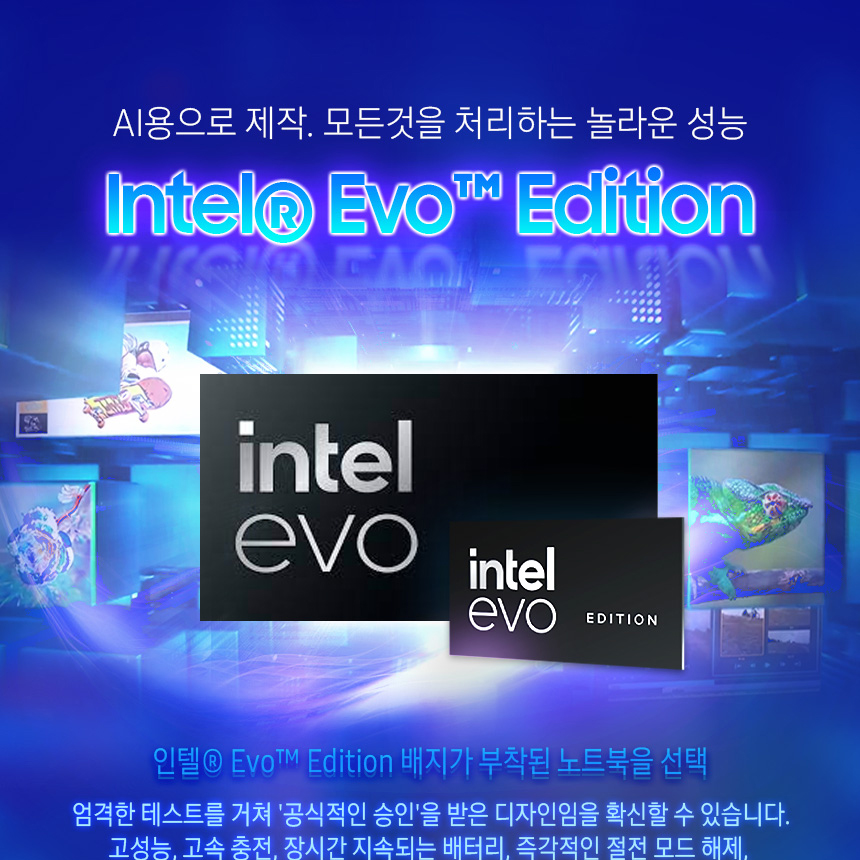 AI용으로 제작. 모든것을 처리하는 놀라운 성능
Intel® Evo™ Edition
intel
evo
intel
evo EDITION
인텔® Evo™ Edition 배지가 부착된 노트북을 선택
엄격한 테스트를 거쳐 '공식적인 승인'을 받은 디자인임을 확신할 수 있습니다.
고성능, 고속 충전, 장시간 지속되는 배터리, 즉각적인 절전 모드 해제,